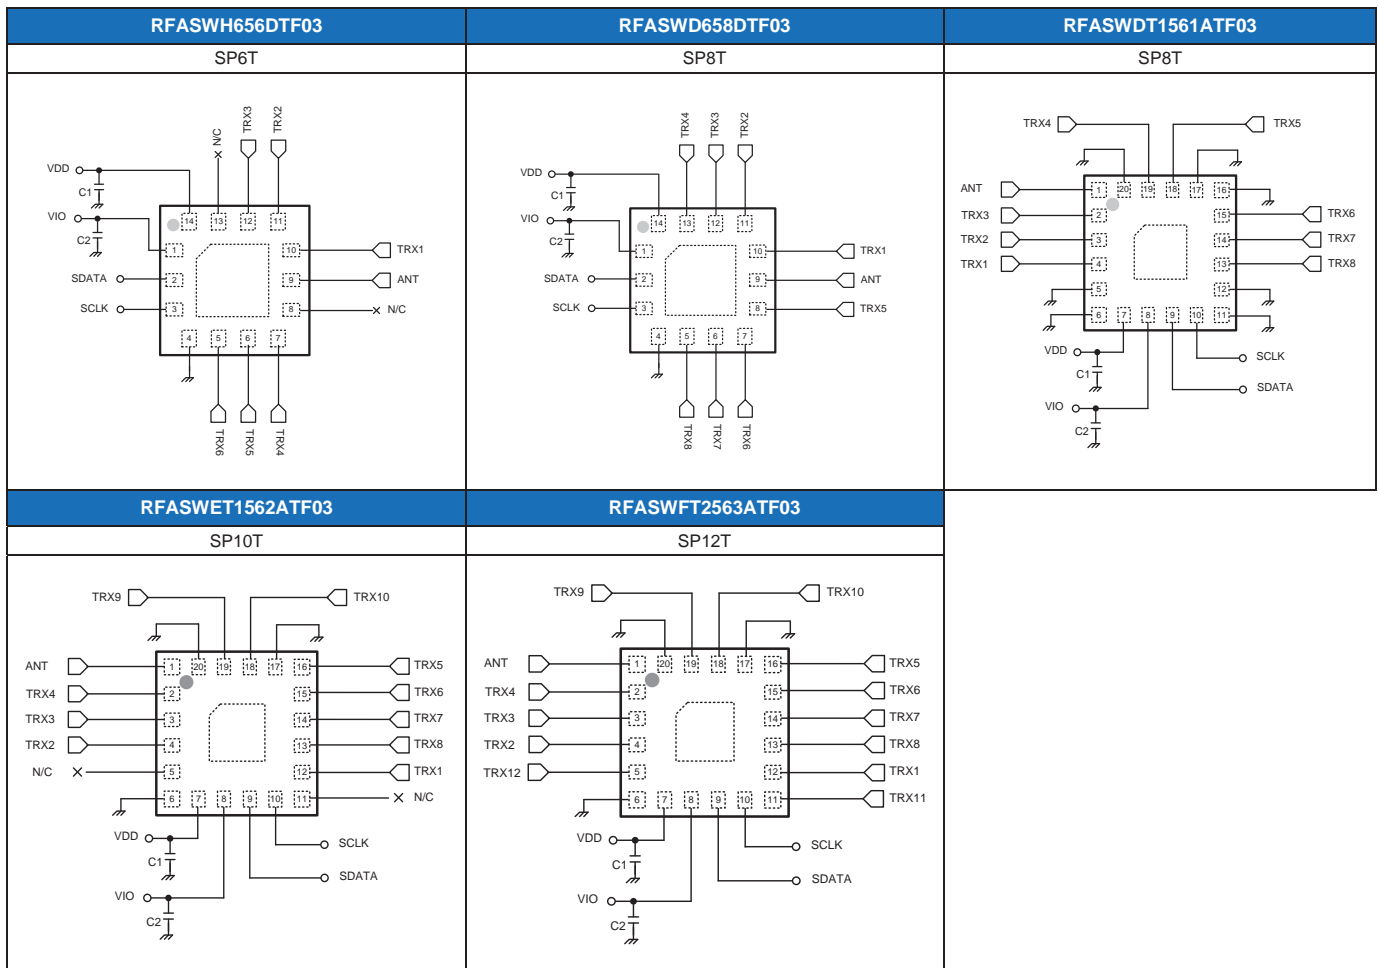 RFASWH656DTF03
SP6T
N/C
TRX3
TRX2
VDD
C1
VIO
C2
SDATA
SCLK
14 13 12 11
1
2
3
10
9
8
TRX1
ANT
N/C
4 5 6 7
TRX6
TRX5
TRX4
RFASWD658DTF03
SP8T
TRX4
TRX3
TRX2
VDD
C1
VIO
C2
SDATA
SCLK
14 13 12 11
1
2
3
10
9
8
TRX1
ANT
TRX5
4 5 6 7
TRX8
TRX7
TRX6
RFASWDT1561ATF03
SP8T
TRX4
TRX5
ANT
TRX3
TRX2
TRX1
1 20 19 18 17 16
2
3
4
5
15
14
13
12
TRX6
TRX7
TRX8
6 7 8 9 10 11
VDD
C1
VIO
C2
SCLK
SDATA
RFASWET1562ATF03
SP10T
TRX9
TRX10
ANT
TRX4
TRX3
TRX2
N/C
1 20 19 18 17 16
2
3
4
5
15
14
13
12
TRX5
TRX6
TRX7
TRX8
TRX1
N/C
6 7 8 9 10 11
VDD
C1
VIO
C2
SCLK
SDATA
RFASWFT2563ATF03
SP12T
TRX9
TRX10
ANT
TRX4
TRX3
TRX2
TRX12
1 20 19 18 17 16
2
3
4
5
15
14
13
12
TRX5
TRX6
TRX7
TRX8
TRX1
TRX11
6 7 8 9 10 11
VDD
C1
VIO
C2
SCLK
SDATA